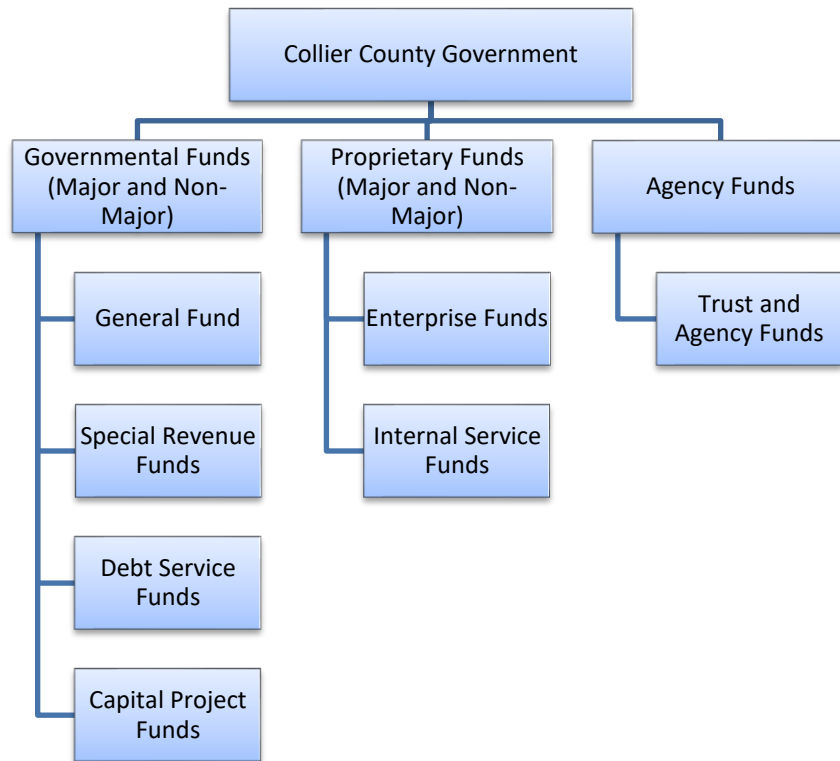 Collier County Government
Governmental Funds
(Major and Non-
Major)
Proprietary Funds
(Major and Non-
Major)
Agency Funds
General Fund
Enterprise Funds
Trust and
Agency Funds
Special Revenue
Funds
Internal Service
Funds
Debt Service
Funds
Capital Project
Funds